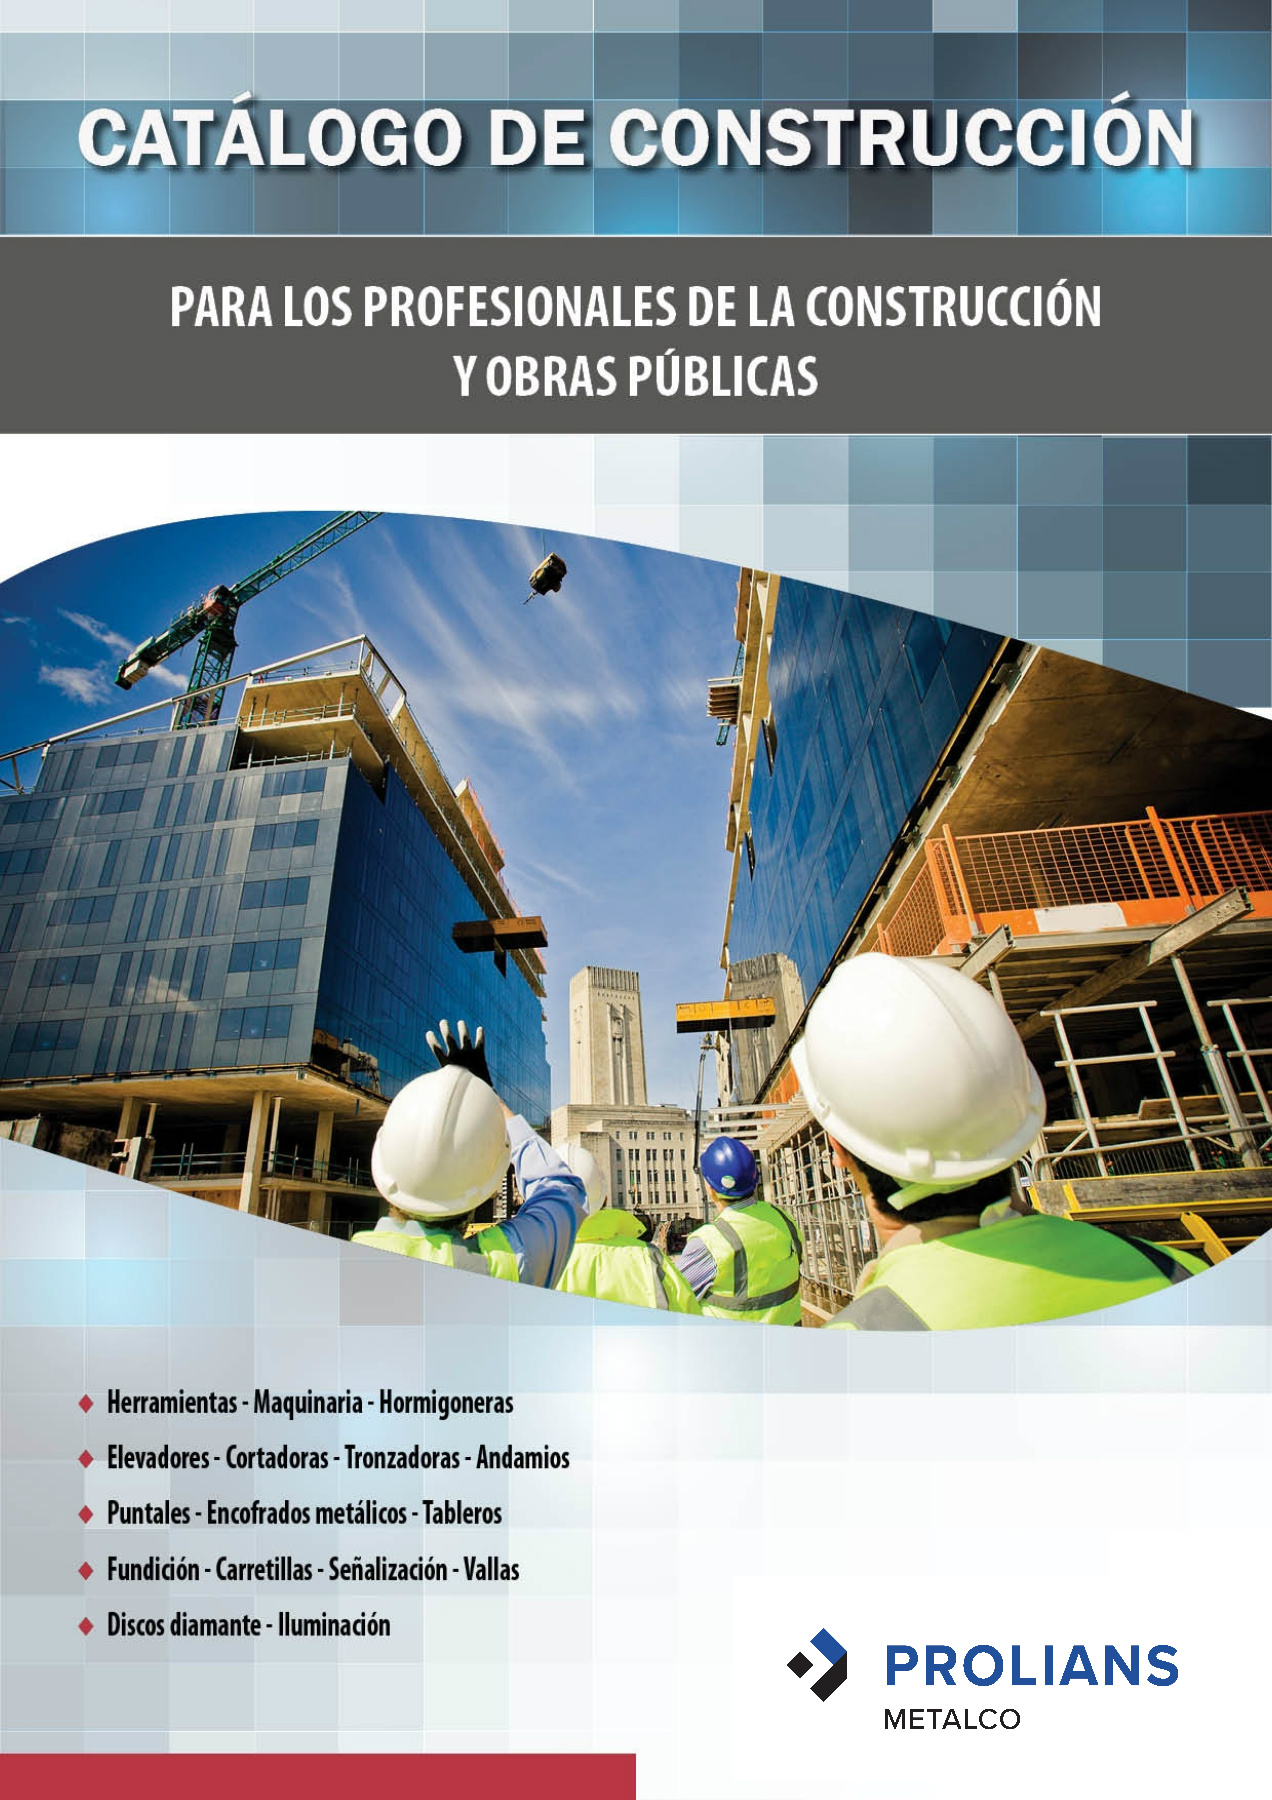 CATÁLOGO DE CONSTRUCCIÓN
PARA LOS PROFESIONALES DE LA CONSTRUCCIÓN
Y OBRAS PÚBLICAS
♦ Herramientas - Maquinaria - Hormigoneras
♦ Elevadores - Cortadoras - Tronzadoras - Andamios
♦ Puntales - Encofrados metálicos - Tableros
♦ Fundición - Carretillas - Señalización - Vallas
♦ Discos diamante - Iluminación
PROLIANS
METALCO